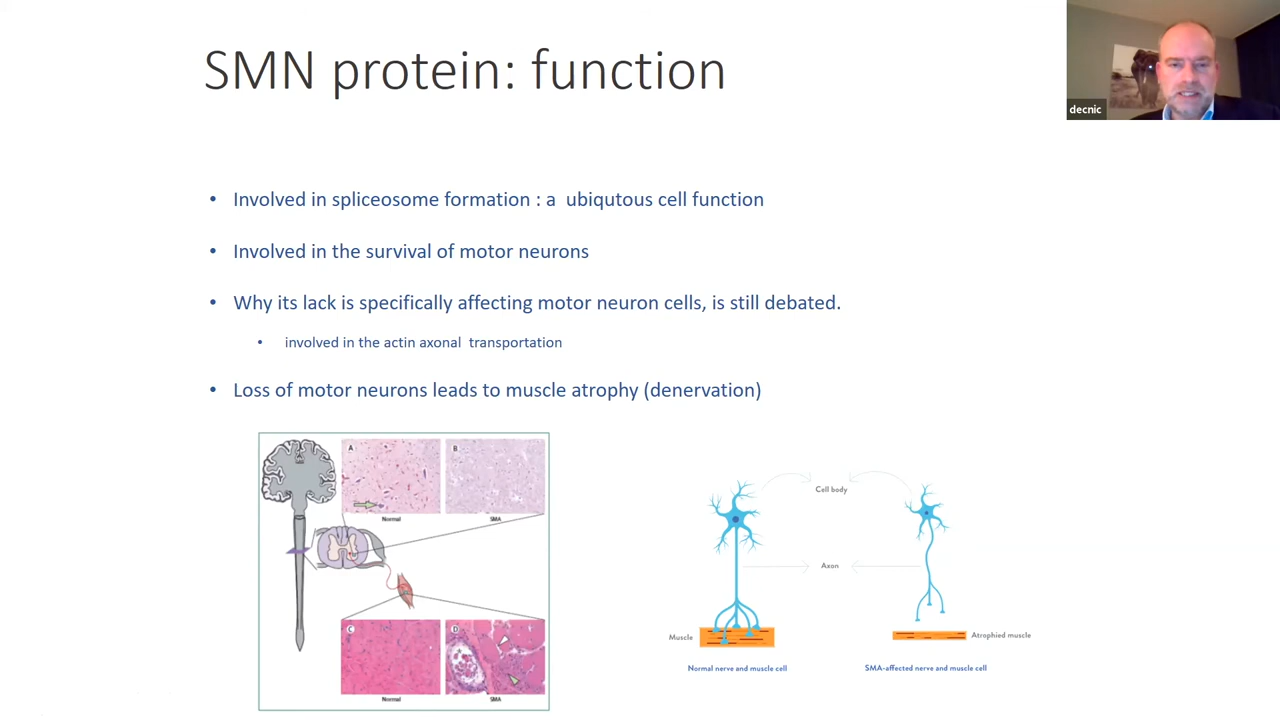 SMN protein: function
decnic
• Involved in spliceosome formation : a ubiqutous cell function
• Involved in the survival of motor neurons
• Why its lack is specifically affecting motor neuron cells, is still debated.
• involved in the actin axonal transportation
• Loss of motor neurons leads to muscle atrophy (denervation)
A
B
Normal
SMA
C
D
Normal
SMA
Cell body
Axon
Muscle
Atrophied muscle
Normal nerve and muscle cell
SMA-affected nerve and muscle cell